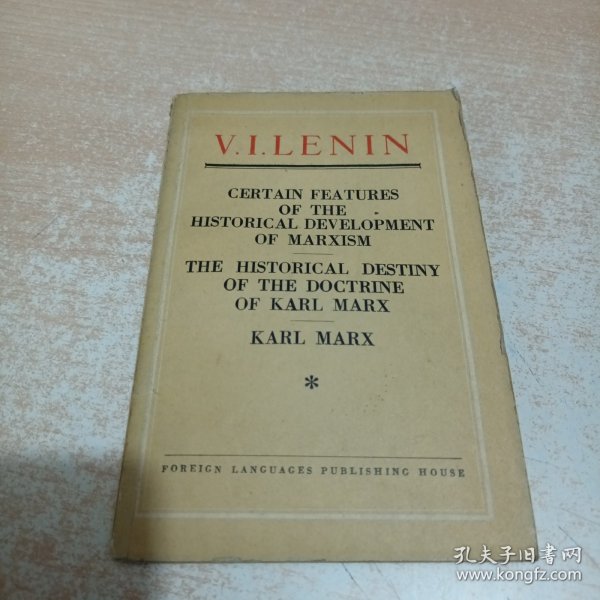 V.I.LENIN
CERTAIN FEATURES
OF THE
HISTORICAL DEVELOPMENT
OF MARXISM
THE HISTORICAL DESTINY
OF THE DOCTRINE
OF KARL MARX
KARL MARX
*
FOREIGN LANGUAGES PUBLISHING HOUSE
孔夫子旧书网
www.kongfz.com